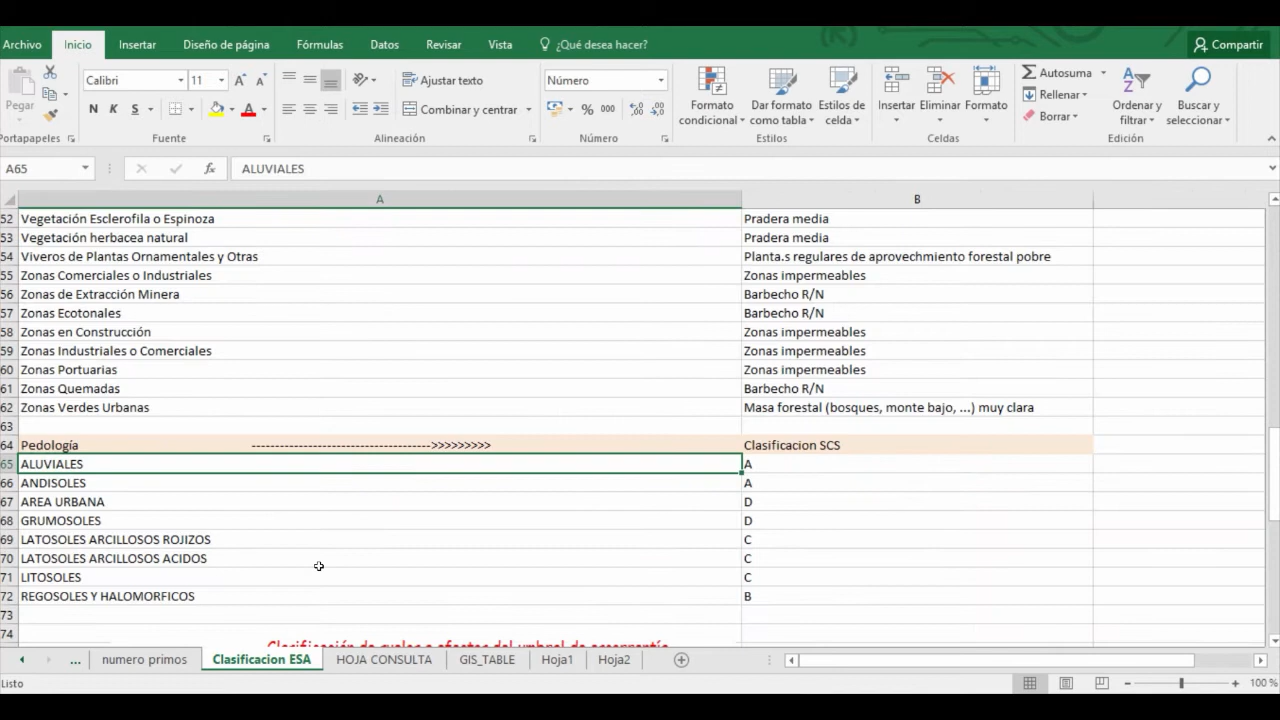 Archivo Inicio Insertar Diseño de página Fórmulas Datos Revisar Vista ¿Qué desea hacer? Compartir
Calibri 11 Ajustar texto Número Autosuma
Pegar N K S Combinar y centrar % 000 Formato condicional Dar formato como tabla Estilos de celda Insertar Eliminar Formato Rellenar Borrar Ordenar y filtrar Buscar y seleccionar
Portapapeles Fuente Alineación Número Estilos Celdas Edición
A65 fx ALUVIALES
A B
52 Vegetación Esclerofila o Espinoza Pradera media
53 Vegetación herbacea natural Pradera media
54 Viveros de Plantas Ornamentales y Otras Planta.s regulares de aprovechmiento forestal pobre
55 Zonas Comerciales o Industriales Zonas impermeables
56 Zonas de Extracción Minera Barbecho R/N
57 Zonas Ecotonales Barbecho R/N
58 Zonas en Construcción Zonas impermeables
59 Zonas Industriales o Comerciales Zonas impermeables
60 Zonas Portuarias Zonas impermeables
61 Zonas Quemadas Barbecho R/N
62 Zonas Verdes Urbanas Masa forestal (bosques, monte bajo, ...) muy clara
63
64 Pedología -------------------------------------->>>>>>>>> Clasificacion SCS
65 ALUVIALES A
66 ANDISOLES A
67 AREA URBANA D
68 GRUMOSOLES D
69 LATOSOLES ARCILLOSOS ROJIZOS C
70 LATOSOLES ARCILLOSOS ACIDOS C
71 LITOSOLES C
72 REGOSOLES Y HALOMORFICOS B
73
74
... numero primos Clasificacion ESA HOJA CONSULTA GIS_TABLE Hoja1 Hoja2
Listo 100 %